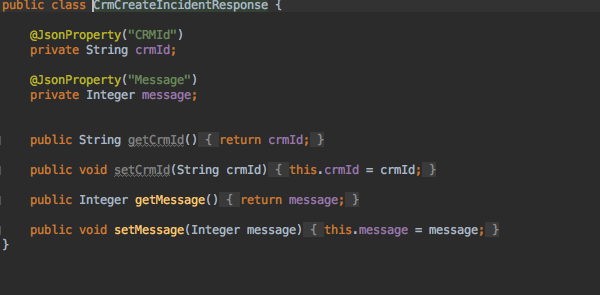 public class CrmCreateIncidentResponse {
@JsonProperty("CRMId")
private String crmId;
@JsonProperty("Message")
private Integer message;
public String getCrmId() { return crmId; }
public void setCrmId(String crmId) { this.crmId = crmId; }
public Integer getMessage() { return message; }
public void setMessage(Integer message) { this.message = message; }
}